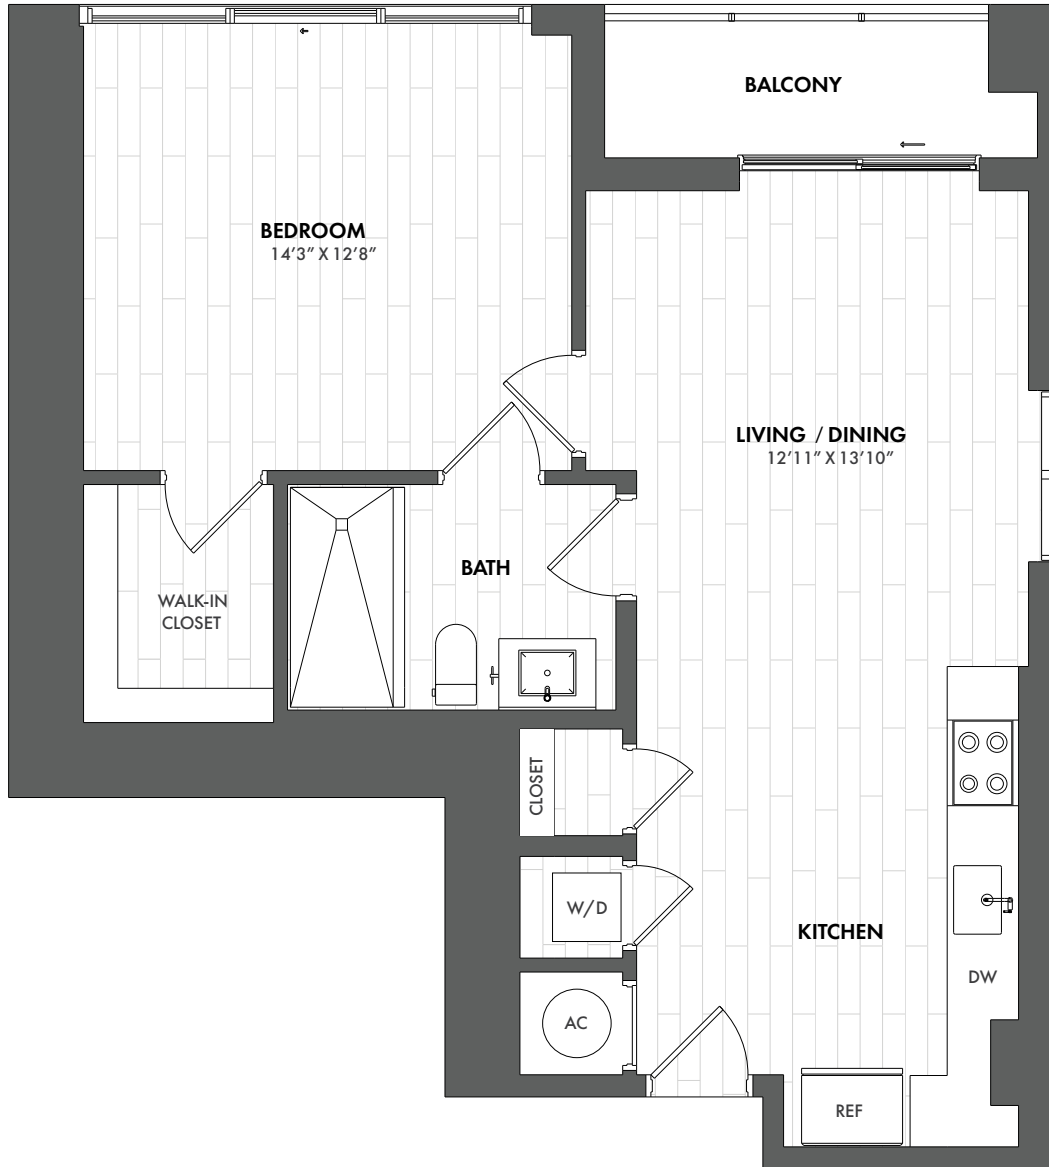 BALCONY
BEDROOM
14’3” X 12’8”
LIVING / DINING
12’11” X 13’10”
BATH
WALK-IN
CLOSET
CLOSET
W/D
KITCHEN
DW
AC
REF